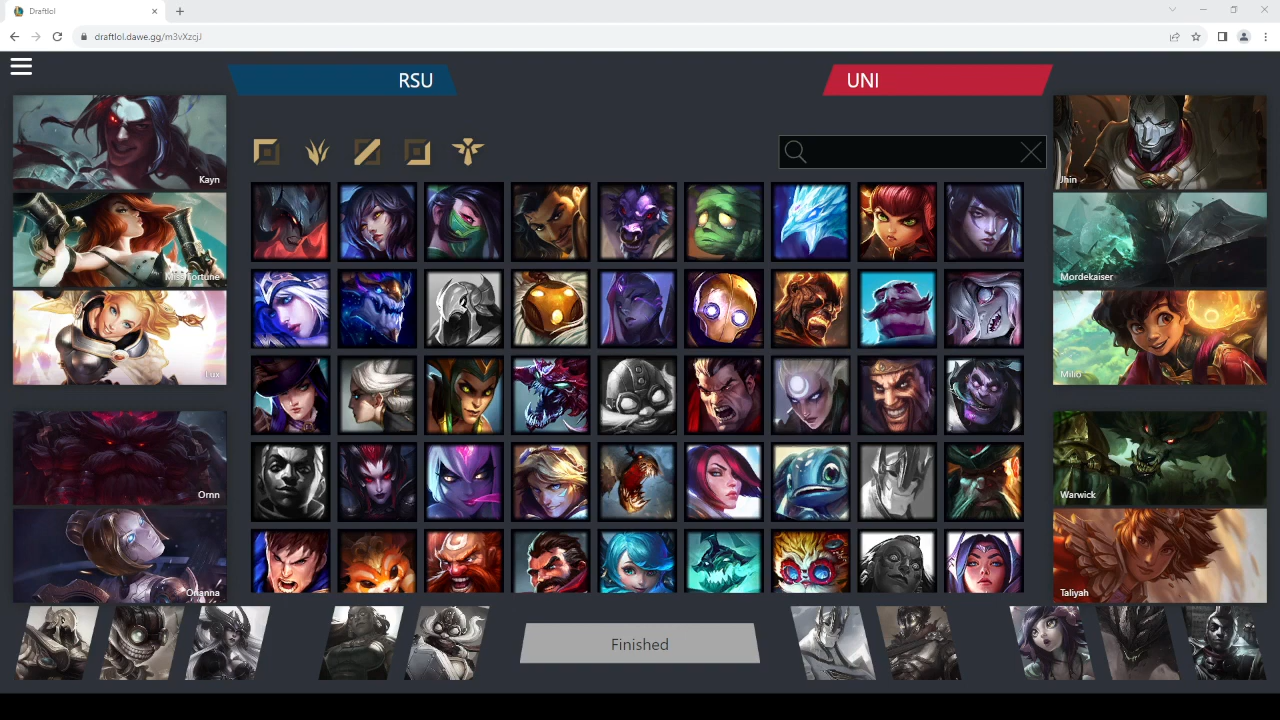 Draftlol
draftlol.dawe.gg/m3vXzcjJ
RSU
UNI
Kayn
Miss Fortune
Lux
Ornn
Orianna
Jhin
Mordekaiser
Milio
Warwick
Taliyah
Finished